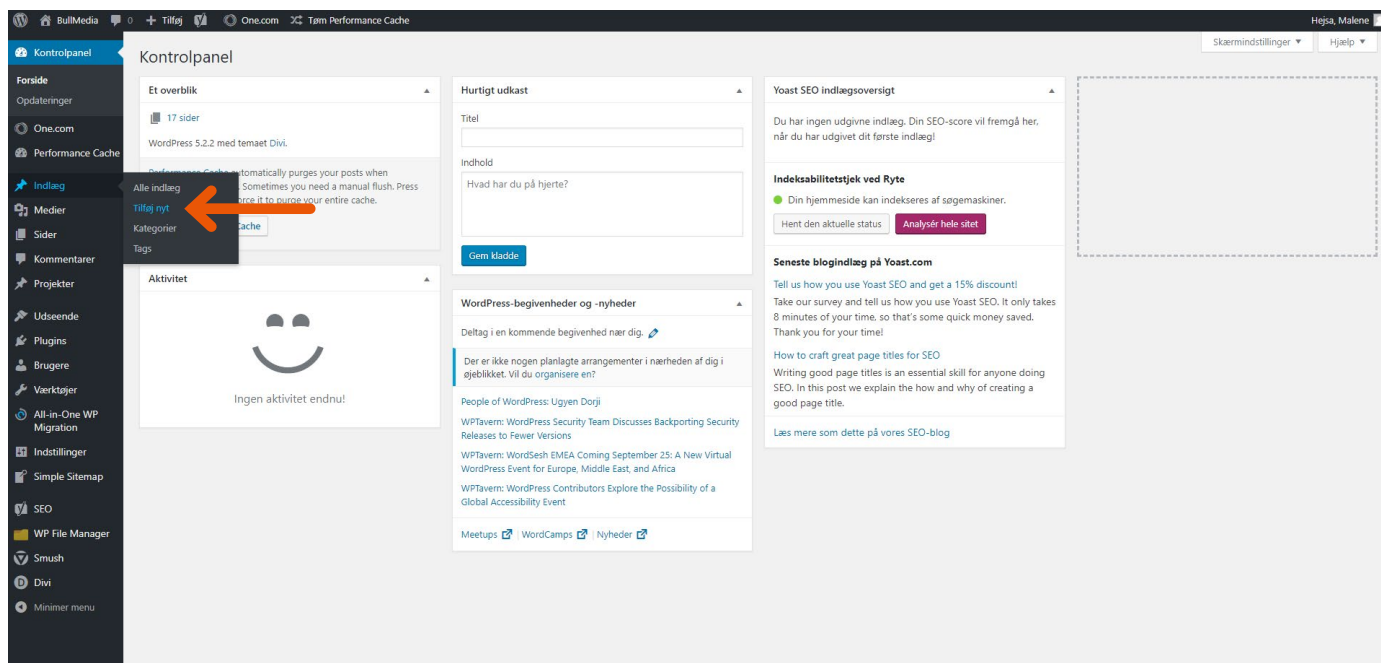 BullMedia 0 Tilføj One.com Tøm Performance Cache Hejsa, Malene
Skærmindstillinger Hjælp
Kontrolpanel
Forside
Opdateringer
One.com
Performance Cache
Indlæg
Medier
Sider
Kommentarer
Projekter
Udseende
Plugins
Brugere
Værktøjer
All-in-One WP
Migration
Indstillinger
Simple Sitemap
SEO
WP File Manager
Smush
Divi
Minimer menu
Alle indlæg
Tilføj nyt
Kategorier
Tags
Kontrolpanel
Et overblik
17 sider
WordPress 5.2.2 med temaet Divi.
Performance Cache automatically purges your posts when
Sometimes you need a manual flush. Press
force it to purge your entire cache.
Cache
Aktivitet
Ingen aktivitet endnu!
Hurtigt udkast
Titel
Indhold
Hvad har du på hjerte?
Gem kladde
WordPress-begivenheder og -nyheder
Deltag i en kommende begivenhed nær dig.
Der er ikke nogen planlagte arrangementer i nærheden af dig i
øjeblikket. Vil du organisere en?
People of WordPress: Ugyen Dorji
WPTavern: WordPress Security Team Discusses Backporting Security
Releases to Fewer Versions
WPTavern: WordSesh EMEA Coming September 25: A New Virtual
WordPress Event for Europe, Middle East, and Africa
WPTavern: WordPress Contributors Explore the Possibility of a
Global Accessibility Event
Meetups | WordCamps | Nyheder
Yoast SEO indlægsoversigt
Du har ingen udgivne indlæg. Din SEO-score vil fremgå her,
når du har udgivet dit første indlæg!
Indeksabilitetstjek ved Ryte
Din hjemmeside kan indekseres af søgemaskiner.
Hent den aktuelle status Analysér hele sitet
Seneste blogindlæg på Yoast.com
Tell us how you use Yoast SEO and get a 15% discount!
Take our survey and tell us how you use Yoast SEO. It only takes
8 minutes of your time, so that's some quick money saved.
Thank you for your time!
How to craft great page titles for SEO
Writing good page titles is an essential skill for anyone doing
SEO. In this post we explain the how and why of creating a
good page title.
Læs mere som dette på vores SEO-blog